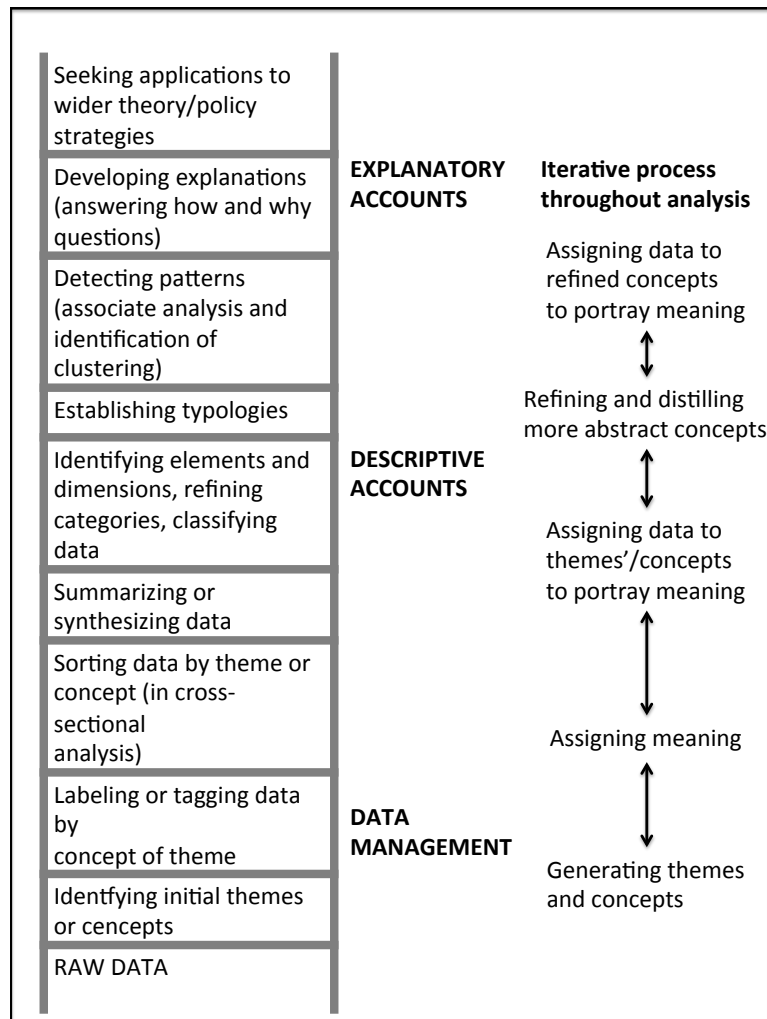 Seeking applications to
wider theory/policy
strategies
Developing explanations
(answering how and why
questions)
Detecting patterns
(associate analysis and
identification of
clustering)
Establishing typologies
Identifying elements and
dimensions, refining
categories, classifying
data
Summarizing or
synthesizing data
Sorting data by theme or
concept (in cross-
sectional
analysis)
Labeling or tagging data
by
concept of theme
Identfying initial themes
or cencepts
RAW DATA
EXPLANATORY
ACCOUNTS
DESCRIPTIVE
ACCOUNTS
DATA
MANAGEMENT
Iterative process
throughout analysis
Assigning data to
refined concepts
to portray meaning
Refining and distilling
more abstract concepts
Assigning data to
themes’/concepts
to portray meaning
Assigning meaning
Generating themes
and concepts